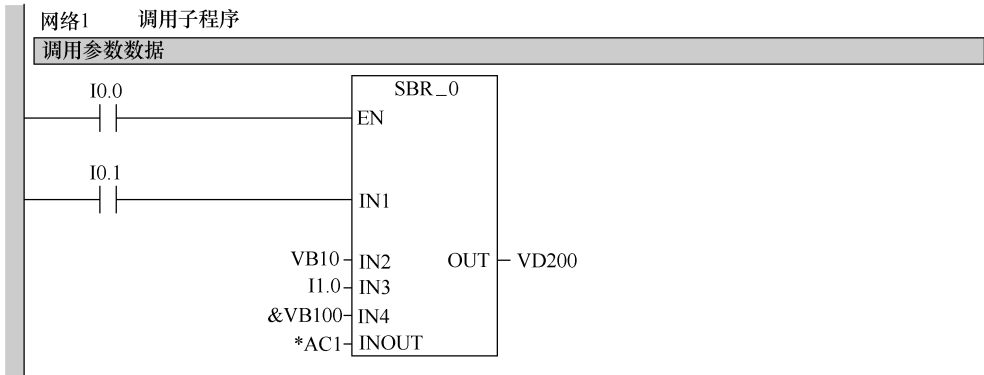 网络1 调用子程序
调用参数数据
I0.0
SBR_0
EN
I0.1
IN1
VB10 IN2 OUT VD200
I1.0 IN3
&VB100 IN4
*AC1 INOUT